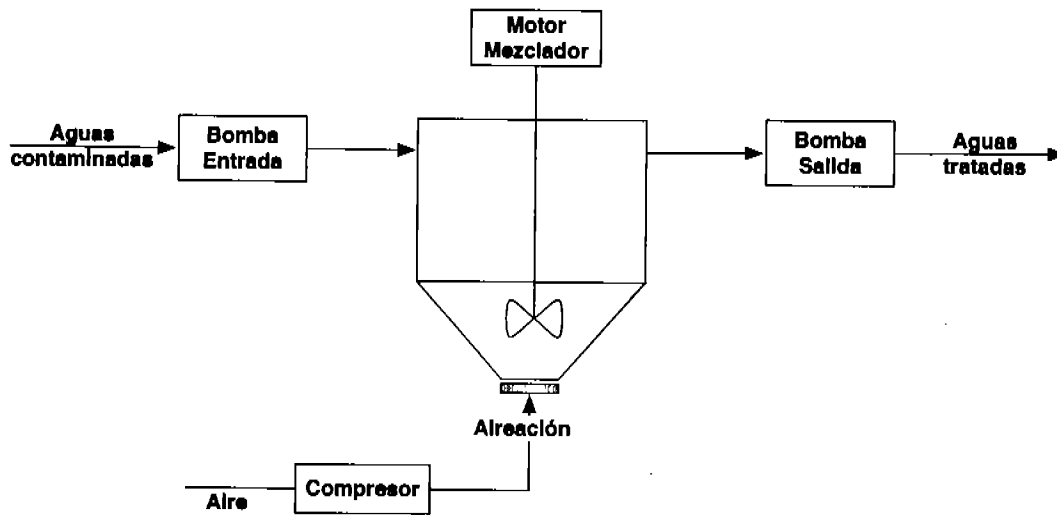 Motor
Mezclador
Aguas
contaminadas
Bomba
Entrada
Bomba
Salida
Aguas
tratadas
Aireación
Aire
Compresor